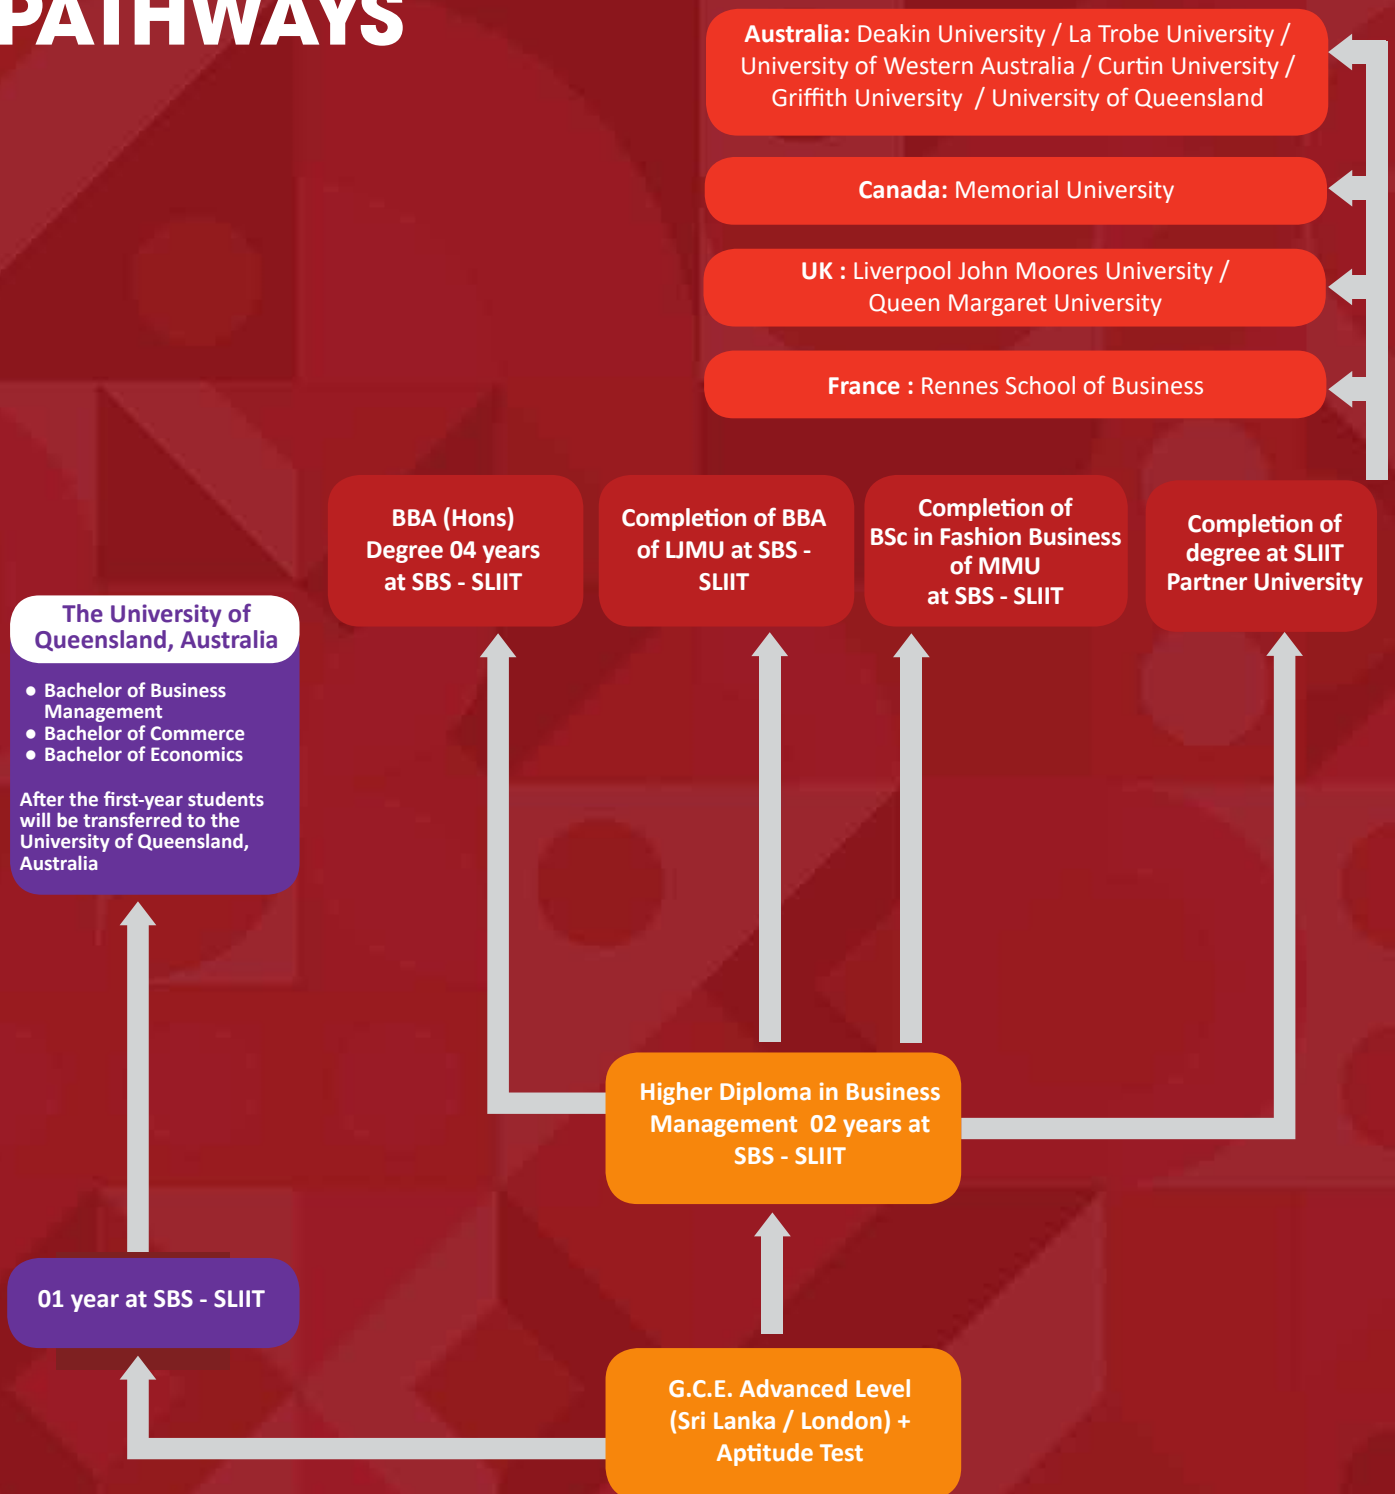 PATHWAYS
Australia: Deakin University / La Trobe University /
University of Western Australia / Curtin University /
Griffith University / University of Queensland
Canada: Memorial University
UK : Liverpool John Moores University /
Queen Margaret University
France : Rennes School of Business
BBA (Hons)
Degree 04 years
at SBS - SLIIT
Completion of BBA
of LJMU at SBS -
SLIIT
Completion of
BSc in Fashion Business
of MMU
at SBS - SLIIT
Completion of
degree at SLIIT
Partner University
The University of
Queensland, Australia
● Bachelor of Business
Management
● Bachelor of Commerce
● Bachelor of Economics
After the first-year students
will be transferred to the
University of Queensland,
Australia
Higher Diploma in Business
Management 02 years at
SBS - SLIIT
01 year at SBS - SLIIT
G.C.E. Advanced Level
(Sri Lanka / London) +
Aptitude Test